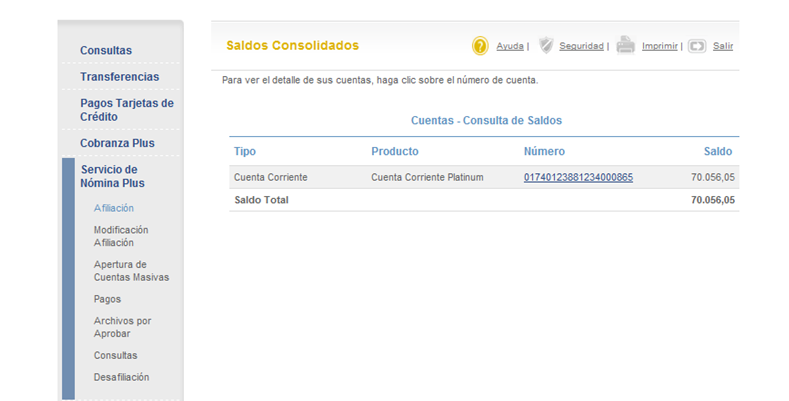 Consultas
Transferencias
Pagos Tarjetas de
Crédito
Cobranza Plus
Servicio de
Nómina Plus
Afiliación
Modificación
Afiliación
Apertura de
Cuentas Masivas
Pagos
Archivos por
Aprobar
Consultas
Desafiliación
Saldos Consolidados
Ayuda | Seguridad | Imprimir | Salir
Para ver el detalle de sus cuentas, haga clic sobre el número de cuenta.
Cuentas - Consulta de Saldos
Tipo Producto Número Saldo
Cuenta Corriente Cuenta Corriente Platinum 01740123881234000865 70.056,05
Saldo Total 70.056,05